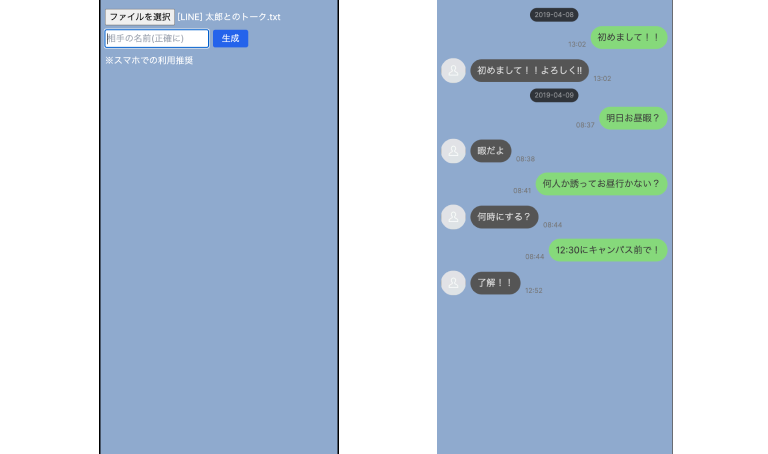 ファイルを選択 [LINE] 太郎とのトーク.txt
相手の名前(正確に) 生成
※スマホでの利用推奨
2019-04-08
13:02 初めまして！！
初めまして！！よろしく!! 13:02
2019-04-09
08:37 明日お昼暇？
暇だよ 08:38
08:41 何人か誘ってお昼行かない？
何時にする？ 08:44
08:44 12:30にキャンパス前で！
了解！！ 12:52